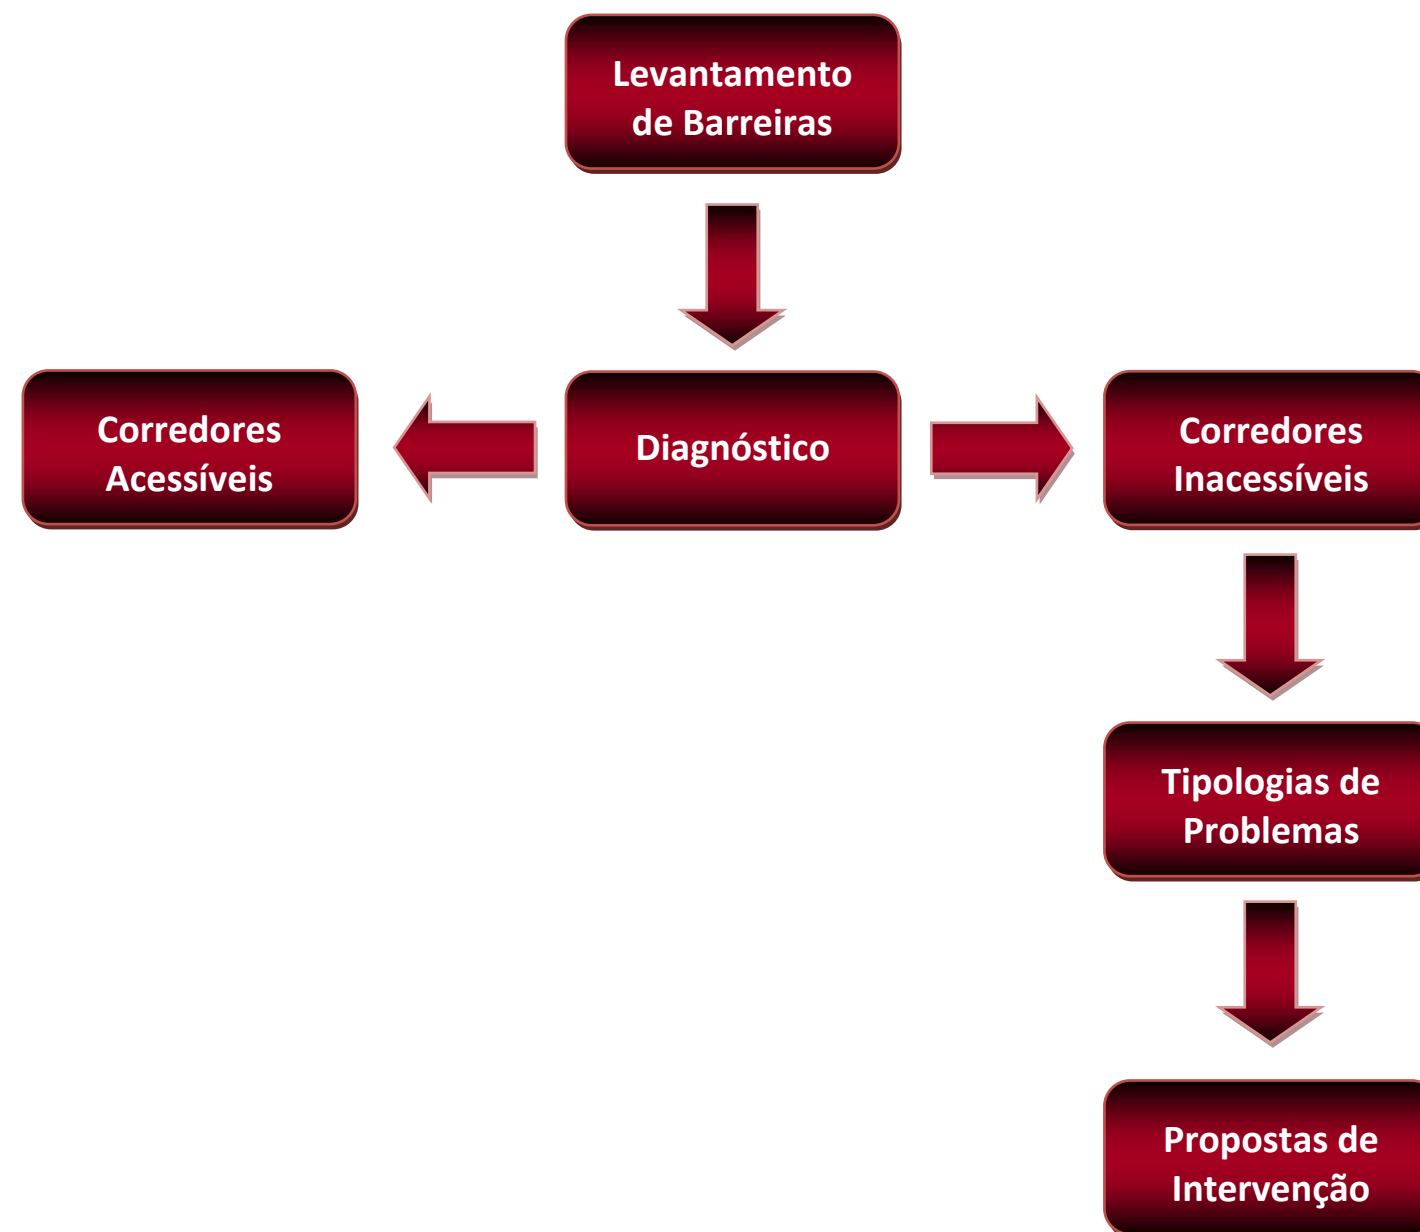 Levantamento
de Barreiras
Corredores
Acessíveis
Diagnóstico
Corredores
Inacessíveis
Tipologias de
Problemas
Propostas de
Intervenção